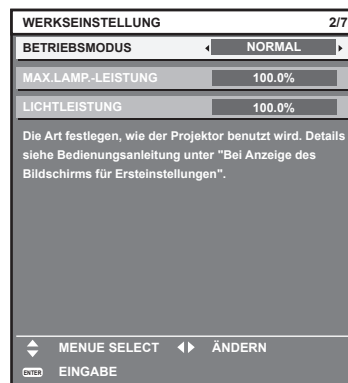 WERKSEINSTELLUNG 2/7
BETRIEBSMODUS NORMAL
MAX.LAMP.-LEISTUNG 100.0%
LICHTLEISTUNG 100.0%
Die Art festlegen, wie der Projektor benutzt wird. Details
siehe Bedienungsanleitung unter "Bei Anzeige des
Bildschirms für Ersteinstellungen".
MENUE SELECT ÄNDERN
ENTER EINGABE